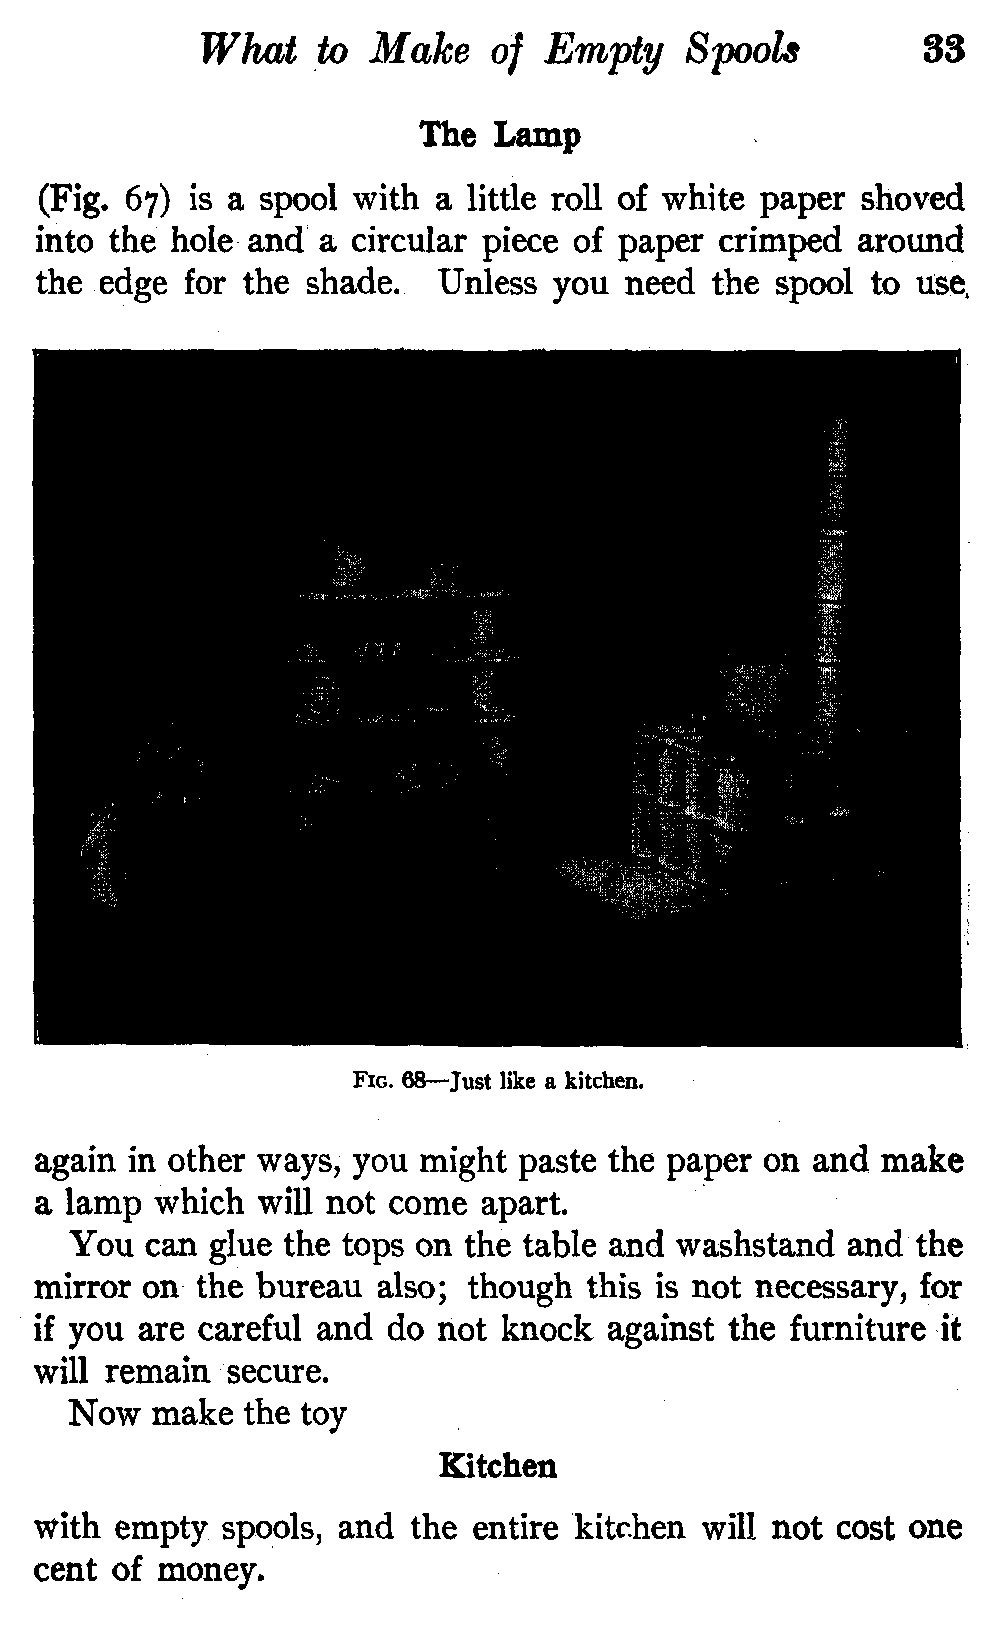 What to Make of Empty Spools 33
The Lamp
(Fig. 67) is a spool with a little roll of white paper shoved
into the hole and a circular piece of paper crimped around
the edge for the shade. Unless you need the spool to use
FIG. 68—Just like a kitchen.
again in other ways, you might paste the paper on and make
a lamp which will not come apart.
You can glue the tops on the table and washstand and the
mirror on the bureau also; though this is not necessary, for
if you are careful and do not knock against the furniture it
will remain secure.
Now make the toy
Kitchen
with empty spools, and the entire kitchen will not cost one
cent of money.